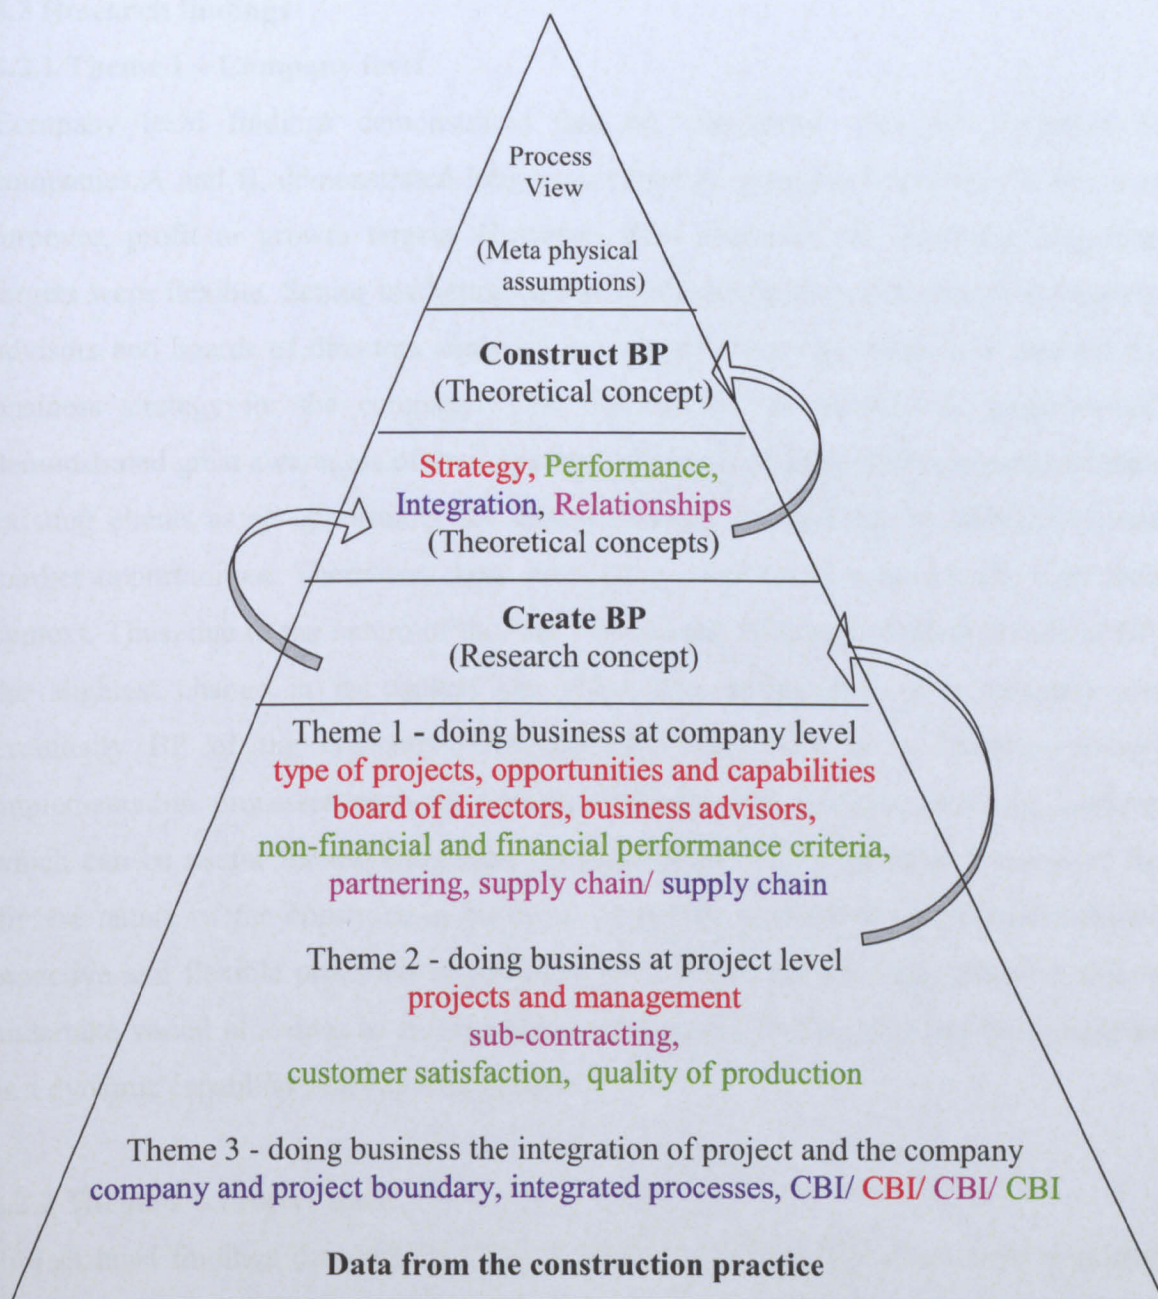 Process
View
(Meta physical
assumptions)
Construct BP
(Theoretical concept)
Strategy, Performance,
Integration, Relationships
(Theoretical concepts)
Create BP
(Research concept)
Theme 1 - doing business at company level
type of projects, opportunities and capabilities
board of directors, business advisors,
non-financial and financial performance criteria,
partnering, supply chain/ supply chain
Theme 2 - doing business at project level
projects and management
sub-contracting,
customer satisfaction, quality of production
Theme 3 - doing business the integration of project and the company
company and project boundary, integrated processes, CBI/ CBI/ CBI/ CBI
Data from the construction practice